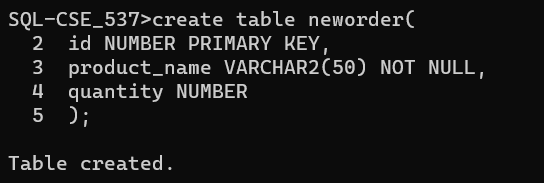 SQL-CSE_537>create table neworder(
  2  id NUMBER PRIMARY KEY,
  3  product_name VARCHAR2(50) NOT NULL,
  4  quantity NUMBER
  5  );
Table created.